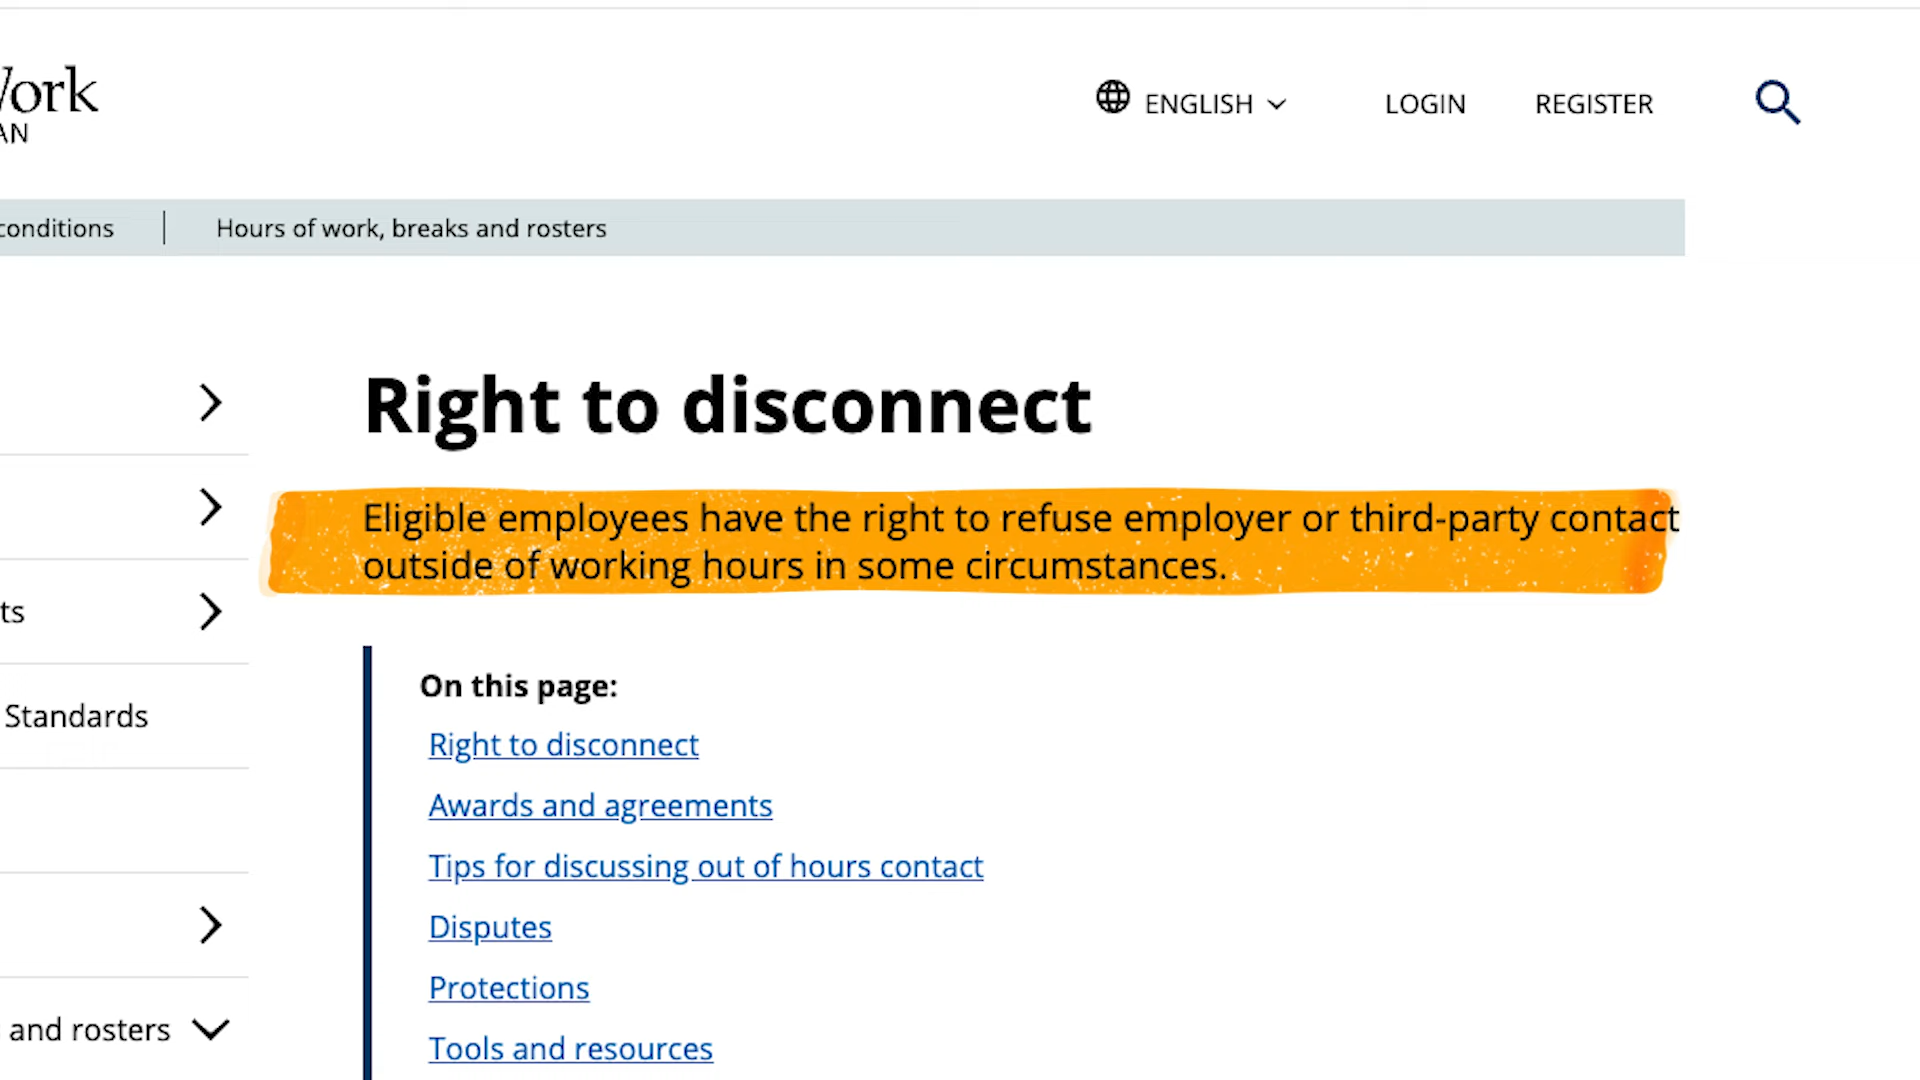 ork
AN
ENGLISH
LOGIN
REGISTER
conditions
Hours of work, breaks and rosters
Right to disconnect
Eligible employees have the right to refuse employer or third-party contact
outside of working hours in some circumstances.
ts
Standards
and rosters
On this page:
Right to disconnect
Awards and agreements
Tips for discussing out of hours contact
Disputes
Protections
Tools and resources